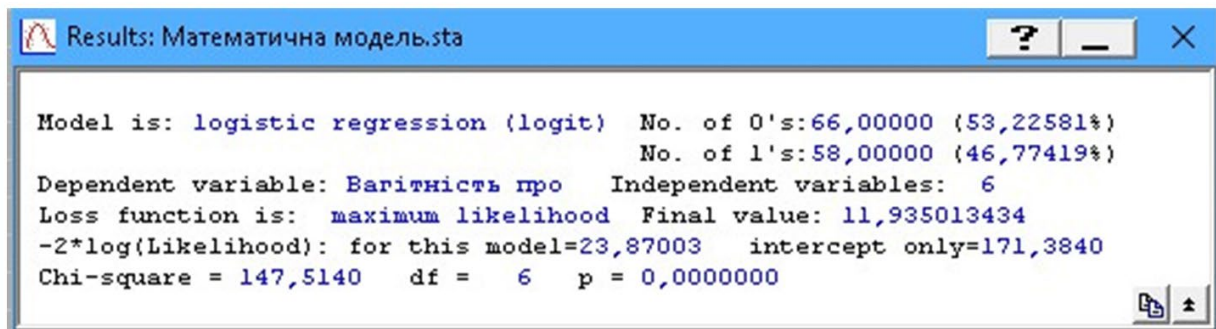 Results: Математична модель.sta
Model is: logistic regression (logit) No. of 0's:66,00000 (53,22581%)
No. of 1's:58,00000 (46,77419%)
Dependent variable: Вагітність про Independent variables: 6
Loss function is: maximum likelihood Final value: 11,935013434
-2*log(Likelihood): for this model=23,87003 intercept only=171,3840
Chi-square = 147,5140 df = 6 p = 0,0000000